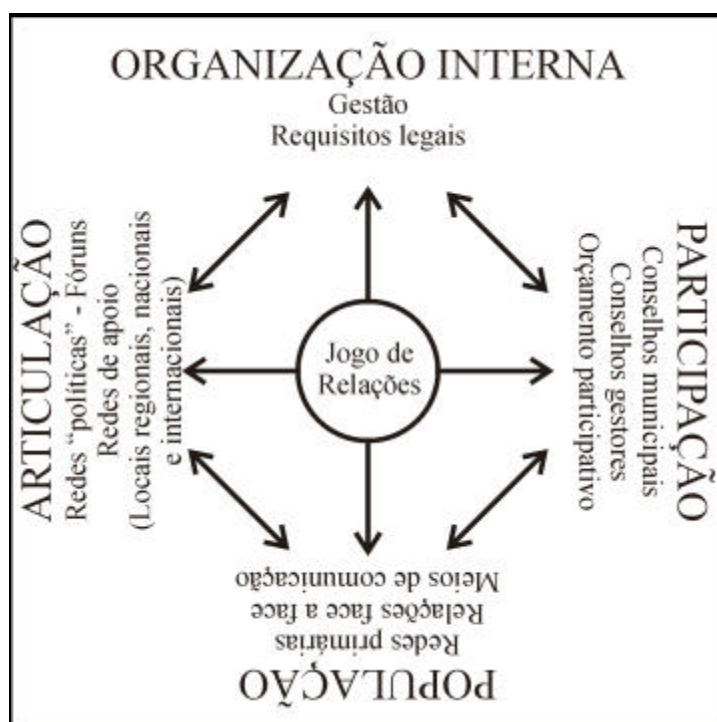 ORGANIZAÇÃO INTERNA
Gestão
Requisitos legais
ARTICULAÇÃO
Redes “políticas” - Fóruns
Redes de apoio
(Locais regionais, nacionais
e internacionais)
Jogo de
Relações
PARTICIPAÇÃO
Conselhos municipais
Conselhos gestores
Orçamento participativo
POPULAÇÃO
Redes primárias
Relações face a face
Meios de comunicação